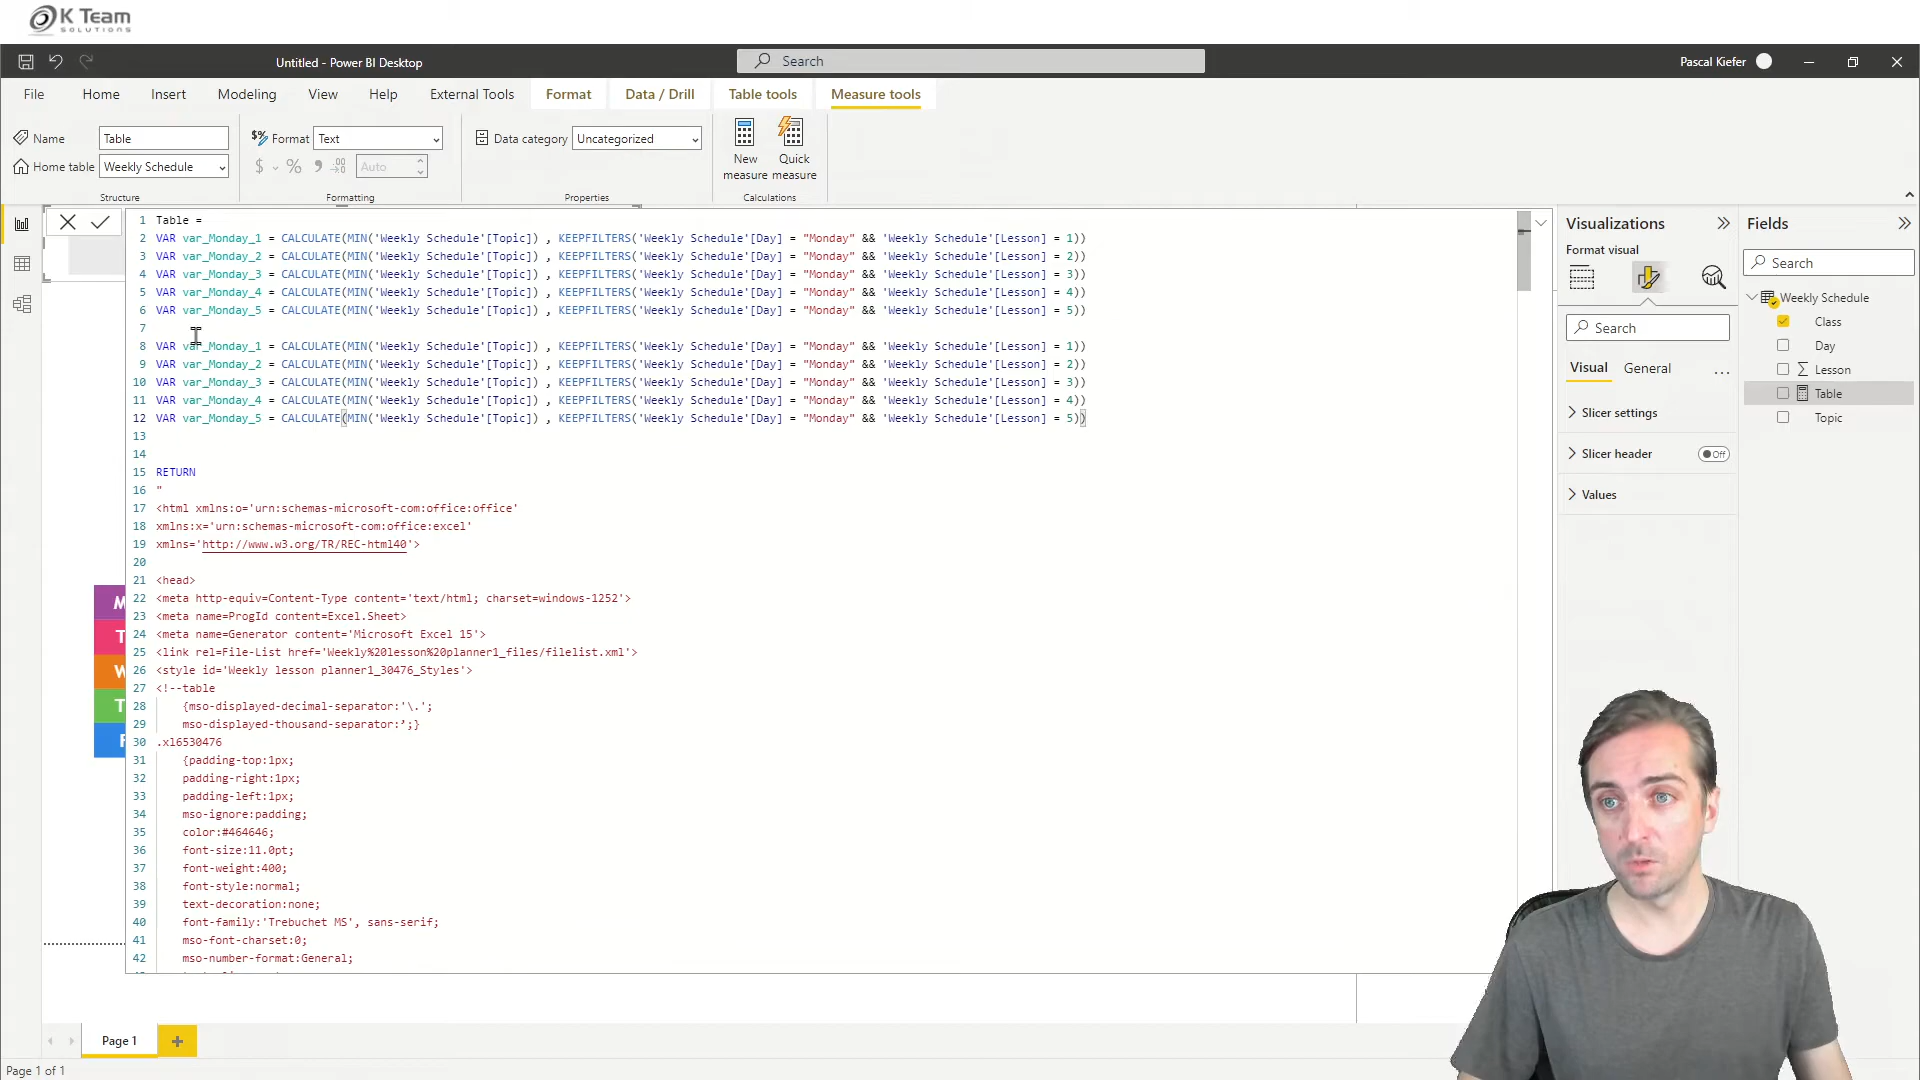 K Team
SOLUTIONS
Untitled - Power BI Desktop
Search
Pascal Kiefer
File Home Insert Modeling View Help External Tools Format Data / Drill Table tools Measure tools
Name Table
Home table Weekly Schedule
Structure
Format Text
$ % Auto
Formatting
Data category Uncategorized
Properties
New measure
Quick measure
Calculations
1 Table =
2 VAR var_Monday_1 = CALCULATE(MIN('Weekly Schedule'[Topic]) , KEEPFILTERS('Weekly Schedule'[Day] = "Monday" && 'Weekly Schedule'[Lesson] = 1))
3 VAR var_Monday_2 = CALCULATE(MIN('Weekly Schedule'[Topic]) , KEEPFILTERS('Weekly Schedule'[Day] = "Monday" && 'Weekly Schedule'[Lesson] = 2))
4 VAR var_Monday_3 = CALCULATE(MIN('Weekly Schedule'[Topic]) , KEEPFILTERS('Weekly Schedule'[Day] = "Monday" && 'Weekly Schedule'[Lesson] = 3))
5 VAR var_Monday_4 = CALCULATE(MIN('Weekly Schedule'[Topic]) , KEEPFILTERS('Weekly Schedule'[Day] = "Monday" && 'Weekly Schedule'[Lesson] = 4))
6 VAR var_Monday_5 = CALCULATE(MIN('Weekly Schedule'[Topic]) , KEEPFILTERS('Weekly Schedule'[Day] = "Monday" && 'Weekly Schedule'[Lesson] = 5))
7
8 VAR var_Monday_1 = CALCULATE(MIN('Weekly Schedule'[Topic]) , KEEPFILTERS('Weekly Schedule'[Day] = "Monday" && 'Weekly Schedule'[Lesson] = 1))
9 VAR var_Monday_2 = CALCULATE(MIN('Weekly Schedule'[Topic]) , KEEPFILTERS('Weekly Schedule'[Day] = "Monday" && 'Weekly Schedule'[Lesson] = 2))
10 VAR var_Monday_3 = CALCULATE(MIN('Weekly Schedule'[Topic]) , KEEPFILTERS('Weekly Schedule'[Day] = "Monday" && 'Weekly Schedule'[Lesson] = 3))
11 VAR var_Monday_4 = CALCULATE(MIN('Weekly Schedule'[Topic]) , KEEPFILTERS('Weekly Schedule'[Day] = "Monday" && 'Weekly Schedule'[Lesson] = 4))
12 VAR var_Monday_5 = CALCULATE(MIN('Weekly Schedule'[Topic]) , KEEPFILTERS('Weekly Schedule'[Day] = "Monday" && 'Weekly Schedule'[Lesson] = 5))
13
14
15 RETURN
16 "
17 <html xmlns:o='urn:schemas-microsoft-com:office:office'
18 xmlns:x='urn:schemas-microsoft-com:office:excel'
19 xmlns='http://www.w3.org/TR/REC-html40'>
20
21 <head>
22 <meta http-equiv=Content-Type content='text/html; charset=windows-1252'>
23 <meta name=ProgId content=Excel.Sheet>
24 <meta name=Generator content='Microsoft Excel 15'>
25 <link rel=File-List href='Weekly%20lesson%20planner1_files/filelist.xml'>
26 <style id='Weekly lesson planner1_30476_Styles'>
27 <!--table
28 {mso-displayed-decimal-separator:'\.';
29 mso-displayed-thousand-separator:’;}
30 .xl6530476
31 {padding-top:1px;
32 padding-right:1px;
33 padding-left:1px;
34 mso-ignore:padding;
35 color:#464646;
36 font-size:11.0pt;
37 font-weight:400;
38 font-style:normal;
39 text-decoration:none;
40 font-family:'Trebuchet MS', sans-serif;
41 mso-font-charset:0;
42 mso-number-format:General;
M
T
W
T
F
Visualizations
Format visual
Search
Visual General ...
Slicer settings
Slicer header Off
Values
Fields
Search
Weekly Schedule
Class
Day
Lesson
Table
Topic
Page 1
+
Page 1 of 1